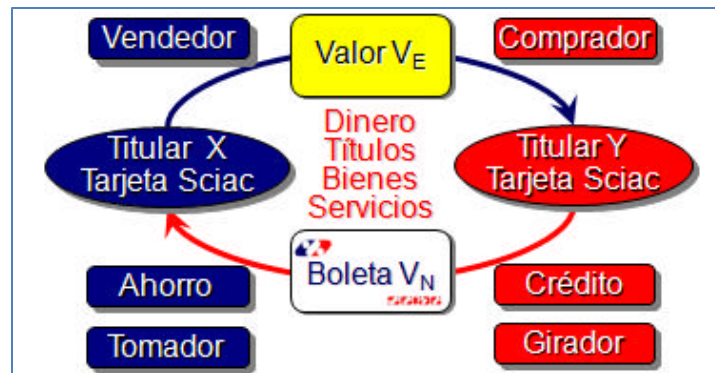 Vendedor
Valor VE
Comprador
Dinero
Títulos
Bienes
Servicios
Titular X
Tarjeta Sciac
Titular Y
Tarjeta Sciac
Boleta VN
Ahorro
Crédito
Tomador
Girador